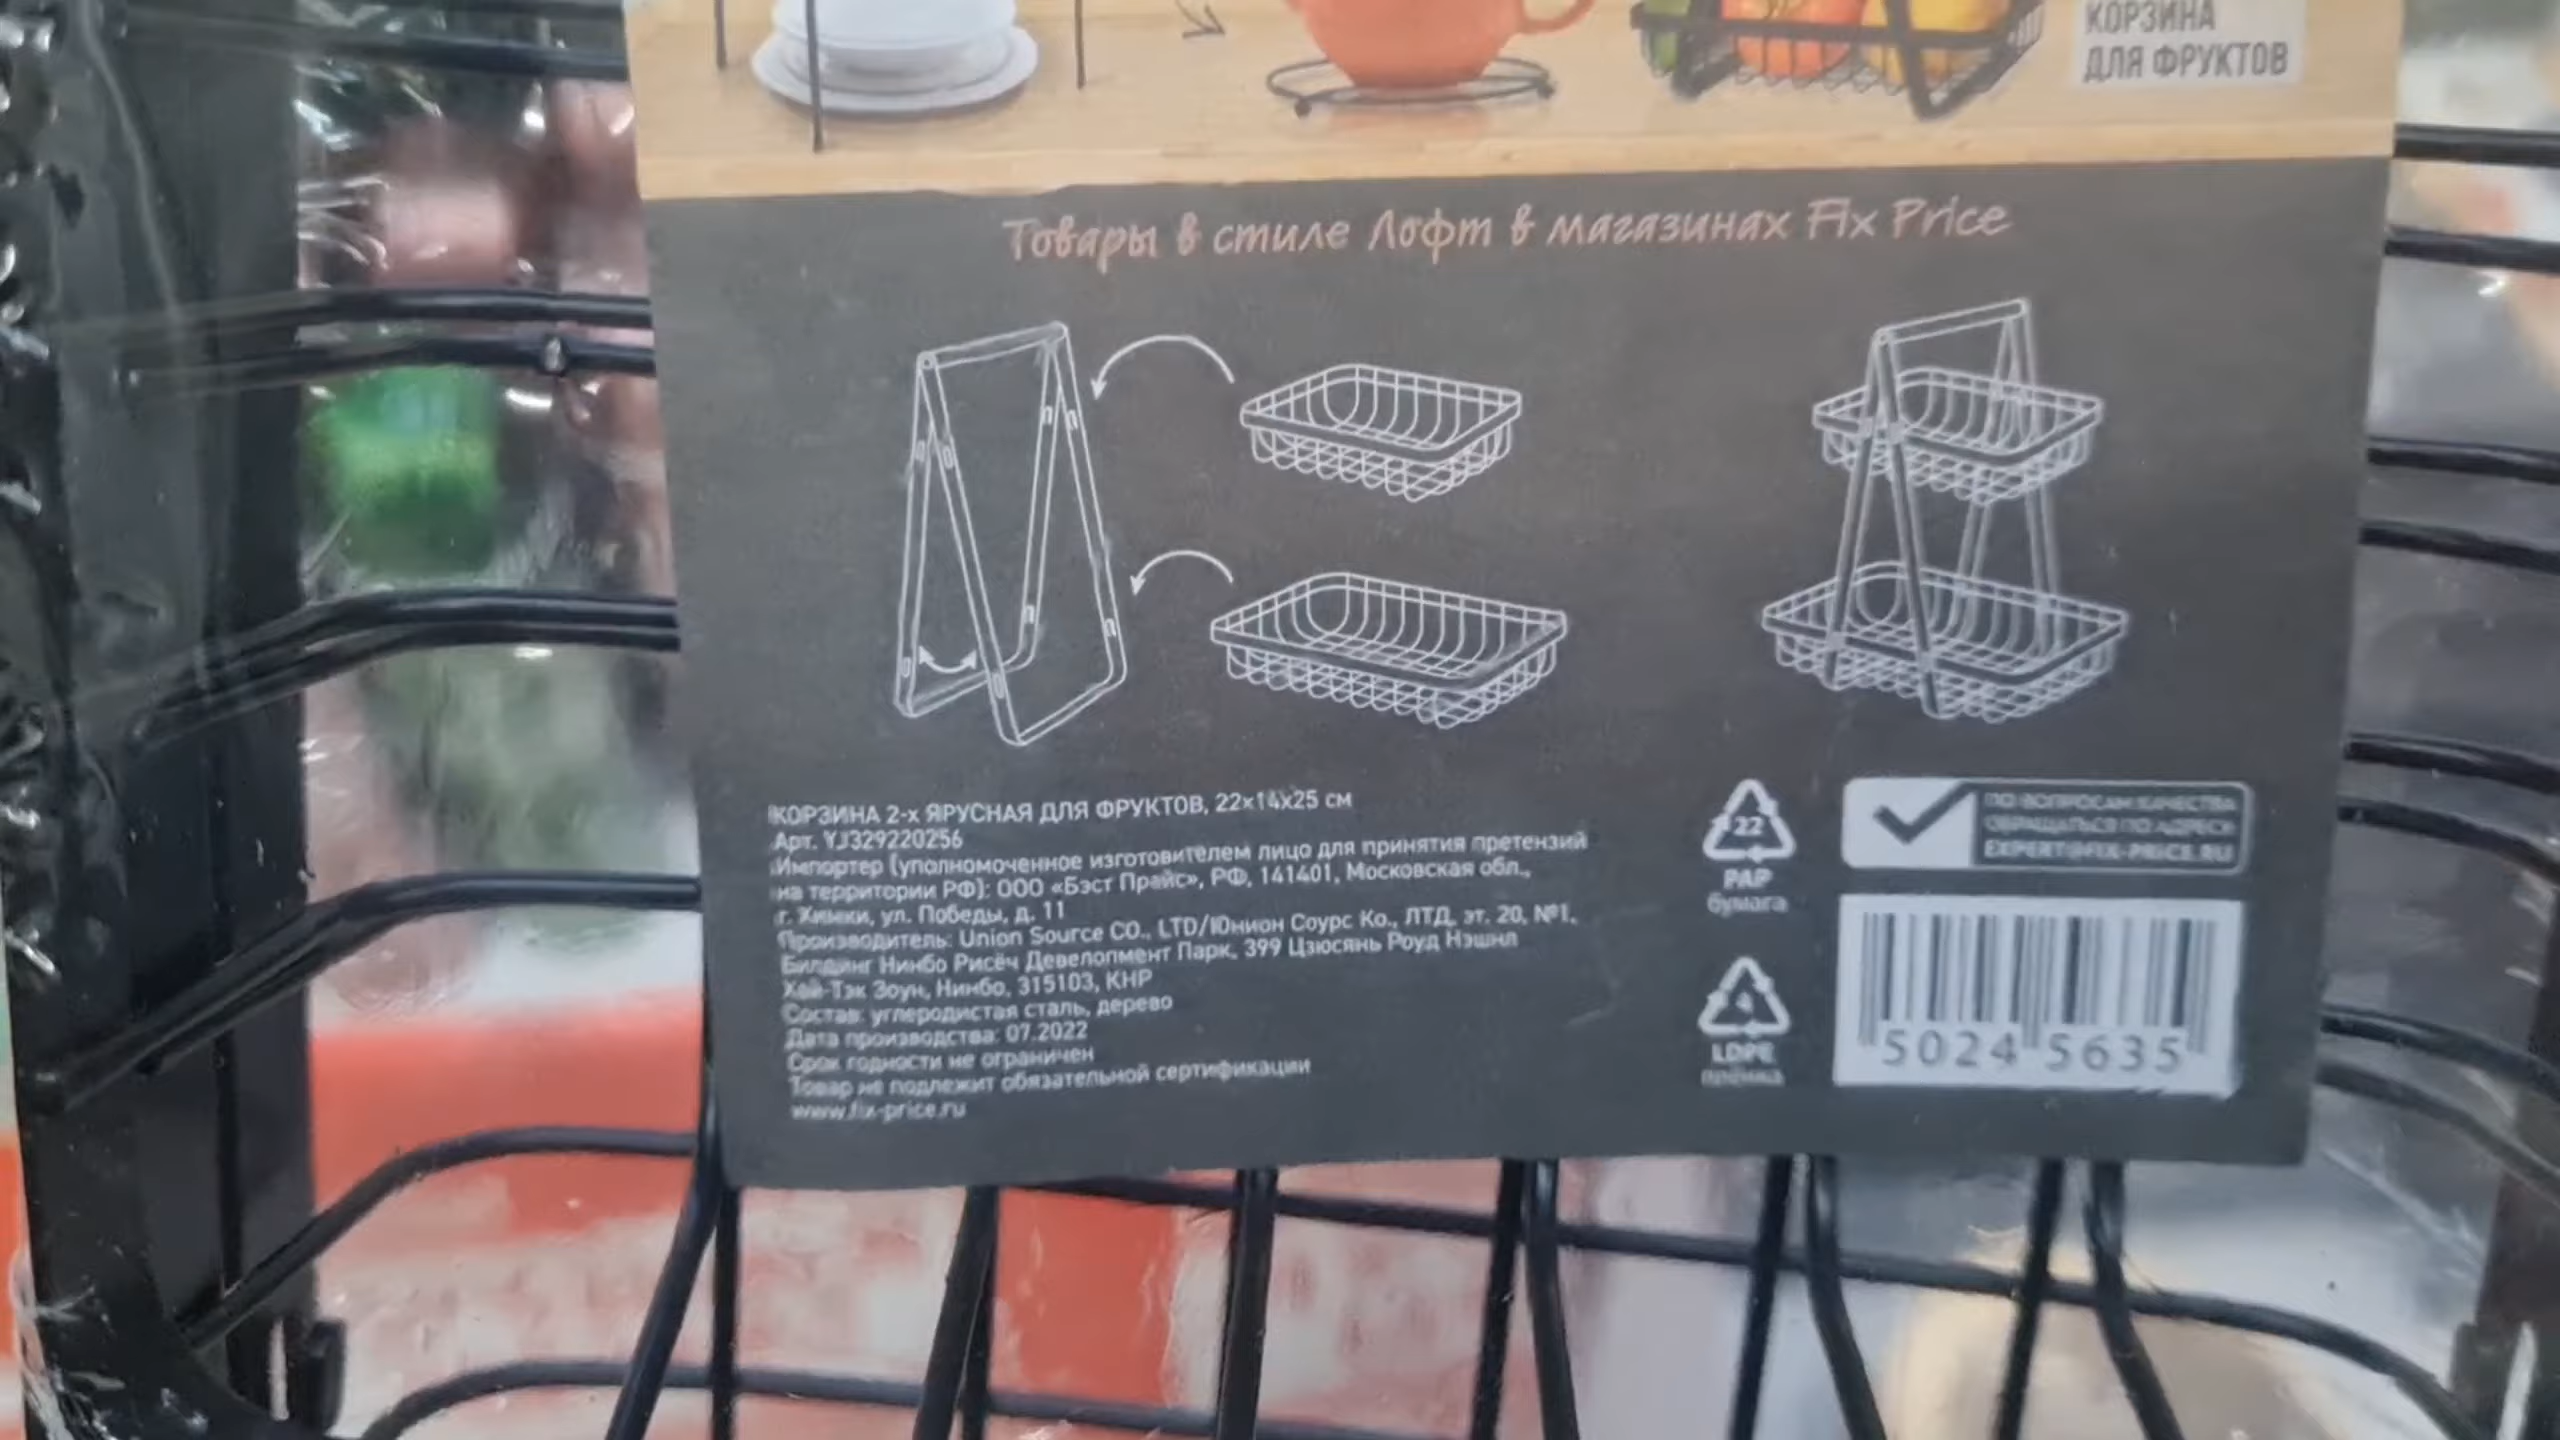 КОРЗИНА
ДЛЯ ФРУКТОВ
Товары в стиле Лофт в магазинах Fix Price
КОРЗИНА 2-х ЯРУСНАЯ ДЛЯ ФРУКТОВ, 22х14х25 см
Арт. YJ329220256
Импортер (уполномоченное изготовителем лицо для принятия претензий
на территории РФ): ООО «Бэст Прайс», РФ, 141401, Московская обл.,
г. Химки, ул. Победы, д. 11
Производитель: Union Source CO., LTD/Юнион Соурс Ко., ЛТД, эт. 20, №1,
Билдинг Нинбо Рисёч Девелопмент Парк, 399 Цзюсянь Роуд Нэшнл
Хай-Тэк Зоун, Нинбо, 315103, КНР
Состав: углеродистая сталь, дерево
Дата производства: 07.2022
Срок годности не ограничен
Товар не подлежит обязательной сертификации
www.fix-price.ru
22
PAP
бумага
4
LDPE
плёнка
ПО ВОПРОСАМ КАЧЕСТВА
ОБРАЩАТЬСЯ ПО АДРЕСУ
EXPERT@FIX-PRICE.RU
5024 5635